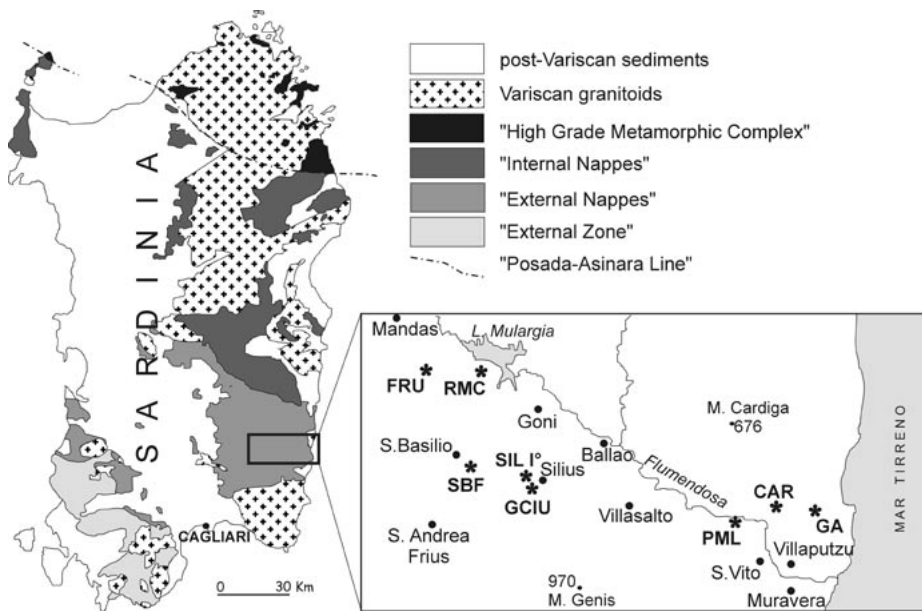 post-Variscan sediments
Variscan granitoids
"High Grade Metamorphic Complex"
"Internal Nappes"
"External Nappes"
"External Zone"
"Posada-Asinara Line"
SARDINIA
CAGLIARI
0 30 Km
Mandas
L. Mulargia
FRU
RMC
Goni
M. Cardiga
676
S.Basilio
Ballao
SIL I°
Silius
SBF
GCIU
Flumendosa
CAR
GA
Villasalto
PML
S. Andrea
Frius
Villaputzu
S.Vito
970
M. Genis
Muravera
MAR TIRRENO